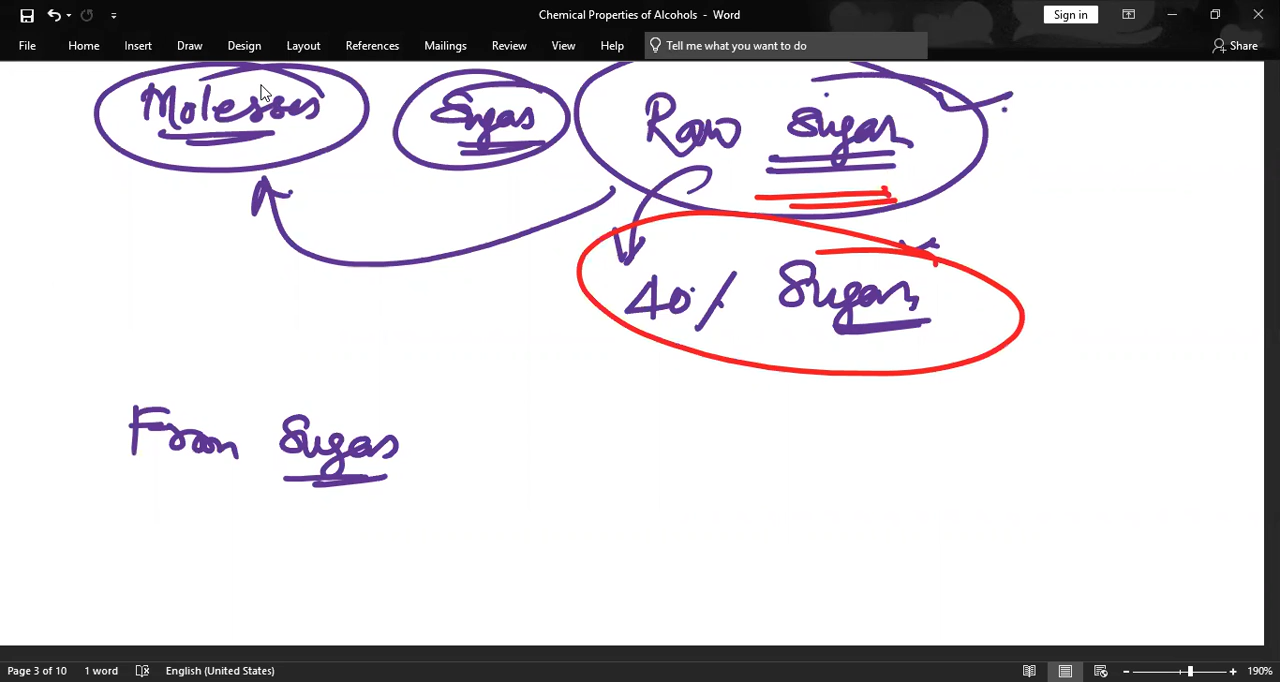 Chemical Properties of Alcohols - Word
Sign in
File Home Insert Draw Design Layout References Mailings Review View Help Tell me what you want to do Share
Molesses Sugar Raw Sugar
40% Sugar
From Sugar
Page 3 of 10 1 word English (United States) 190%